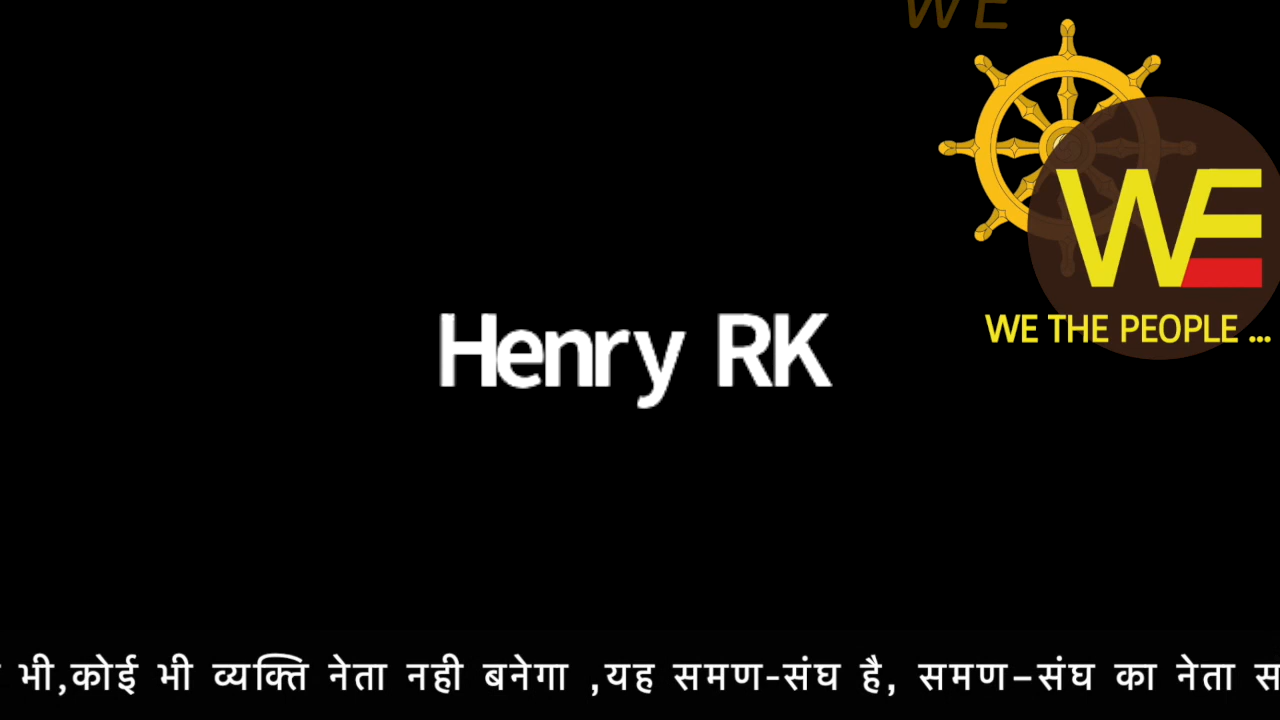 WE
WE
WE THE PEOPLE ...
Henry RK
भी,कोई भी व्यक्ति नेता नही बनेगा ,यह समण-संघ है, समण–संघ का नेता